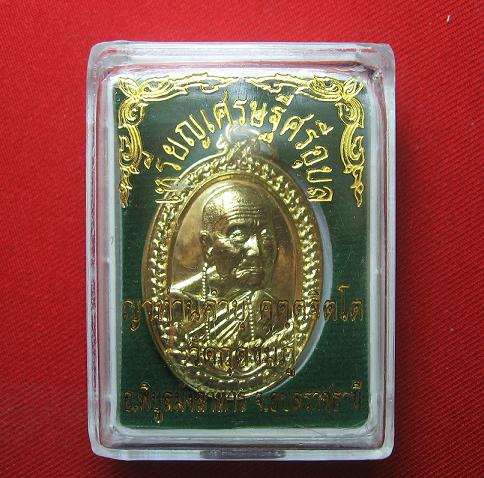 เหรียญเศรษฐีศรีอุบล
ญาท่านคำบุ คุตฺตจิตฺโต
วัดกุดชมภู
อ.พิบูลมังสาหาร จ.อุบลราชธานี